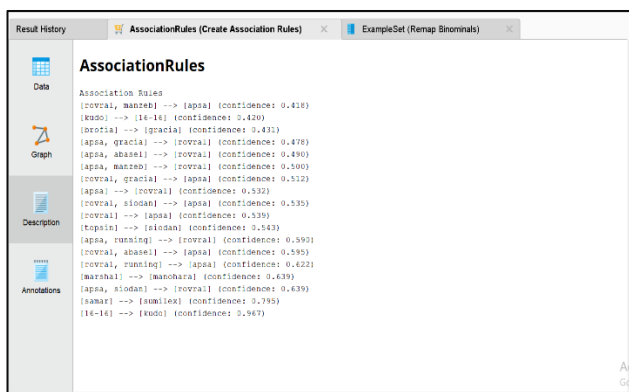 Result History
AssociationRules (Create Association Rules)
ExampleSet (Remap Binominals)
Data
Graph
Description
Annotations
AssociationRules
Association Rules
[rovral, manzeb] --> [apsa] (confidence: 0.418)
[kudo] --> [16-16] (confidence: 0.420)
[brofia] --> [gracia] (confidence: 0.431)
[apsa, gracia] --> [rovral] (confidence: 0.478)
[apsa, abasel] --> [rovral] (confidence: 0.490)
[apsa, manzeb] --> [rovral] (confidence: 0.500)
[rovral, gracia] --> [apsa] (confidence: 0.512)
[apsa] --> [rovral] (confidence: 0.532)
[rovral, siodan] --> [apsa] (confidence: 0.535)
[rovral] --> [apsa] (confidence: 0.539)
[topsin] --> [siodan] (confidence: 0.543)
[apsa, running] --> [rovral] (confidence: 0.590)
[rovral, abasel] --> [apsa] (confidence: 0.595)
[rovral, running] --> [apsa] (confidence: 0.622)
[marshal] --> [manohara] (confidence: 0.639)
[apsa, siodan] --> [rovral] (confidence: 0.639)
[samar] --> [sumilex] (confidence: 0.795)
[16-16] --> [kudo] (confidence: 0.967)